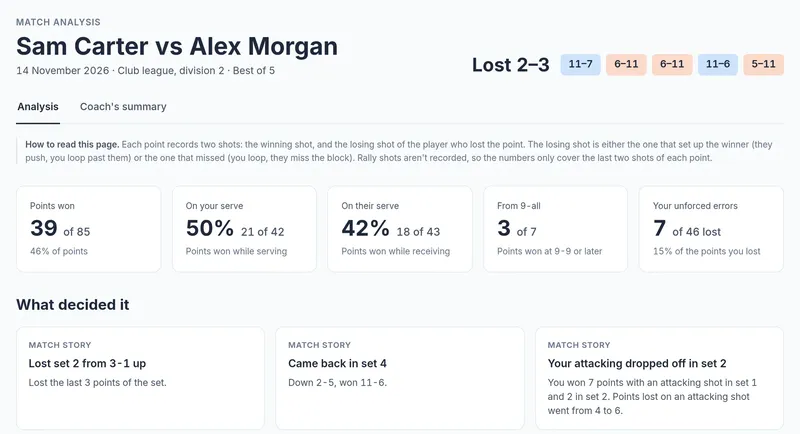 MATCH ANALYSIS
Sam Carter vs Alex Morgan
14 November 2026 · Club league, division 2 · Best of 5
Lost 2–3
11–7
6–11
6–11
11–6
5–11
Analysis
Coach's summary
How to read this page. Each point records two shots: the winning shot, and the losing shot of the player who lost the point. The losing shot is either the one that set up the winner (they
push, you loop past them) or the one that missed (you loop, they miss the block). Rally shots aren't recorded, so the numbers only cover the last two shots of each point.
Points won
39 of 85
46% of points
On your serve
50% 21 of 42
Points won while serving
On their serve
42% 18 of 43
Points won while receiving
From 9-all
3 of 7
Points won at 9-9 or later
Your unforced errors
7 of 46 lost
15% of the points you lost
What decided it
MATCH STORY
Lost set 2 from 3-1 up
Lost the last 3 points of the set.
MATCH STORY
Came back in set 4
Down 2-5, won 11-6.
MATCH STORY
Your attacking dropped off in set 2
You won 7 points with an attacking shot in set 1
and 2 in set 2. Points lost on an attacking shot
went from 4 to 6.